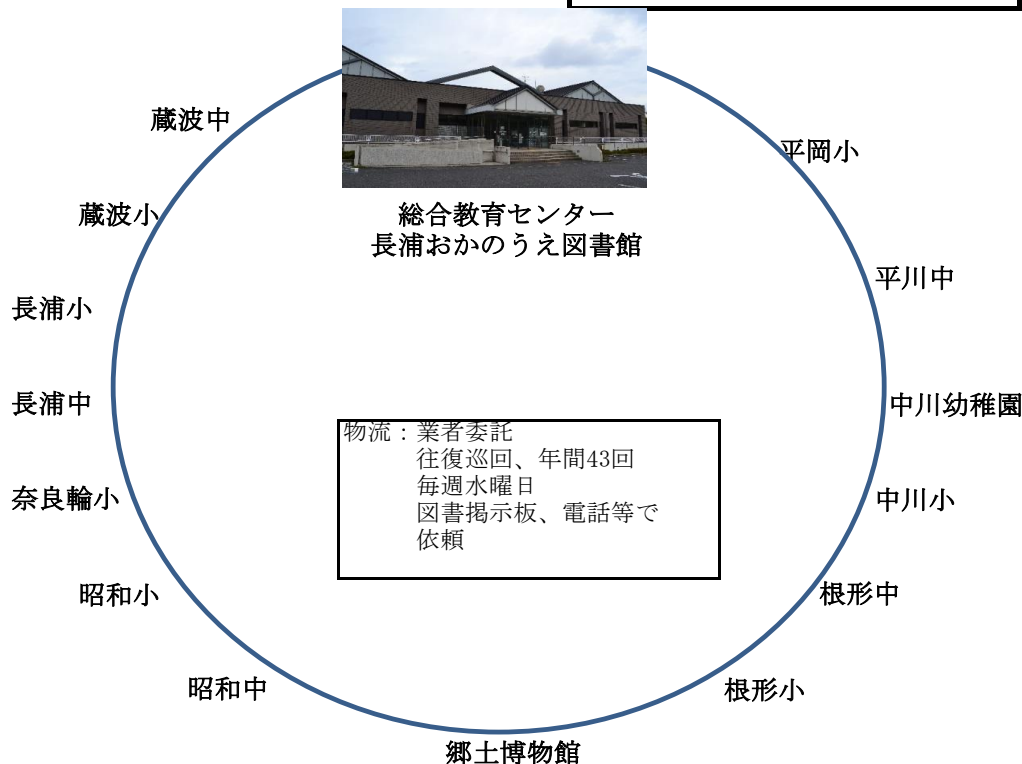 蔵波中
平岡小
蔵波小
総合教育センター
長浦おかのうえ図書館
平川中
長浦小
長浦中
中川幼稚園
物流：業者委託
往復巡回、年間43回
毎週水曜日
図書掲示板、電話等で
依頼
奈良輪小
中川小
昭和小
根形中
昭和中
根形小
郷土博物館